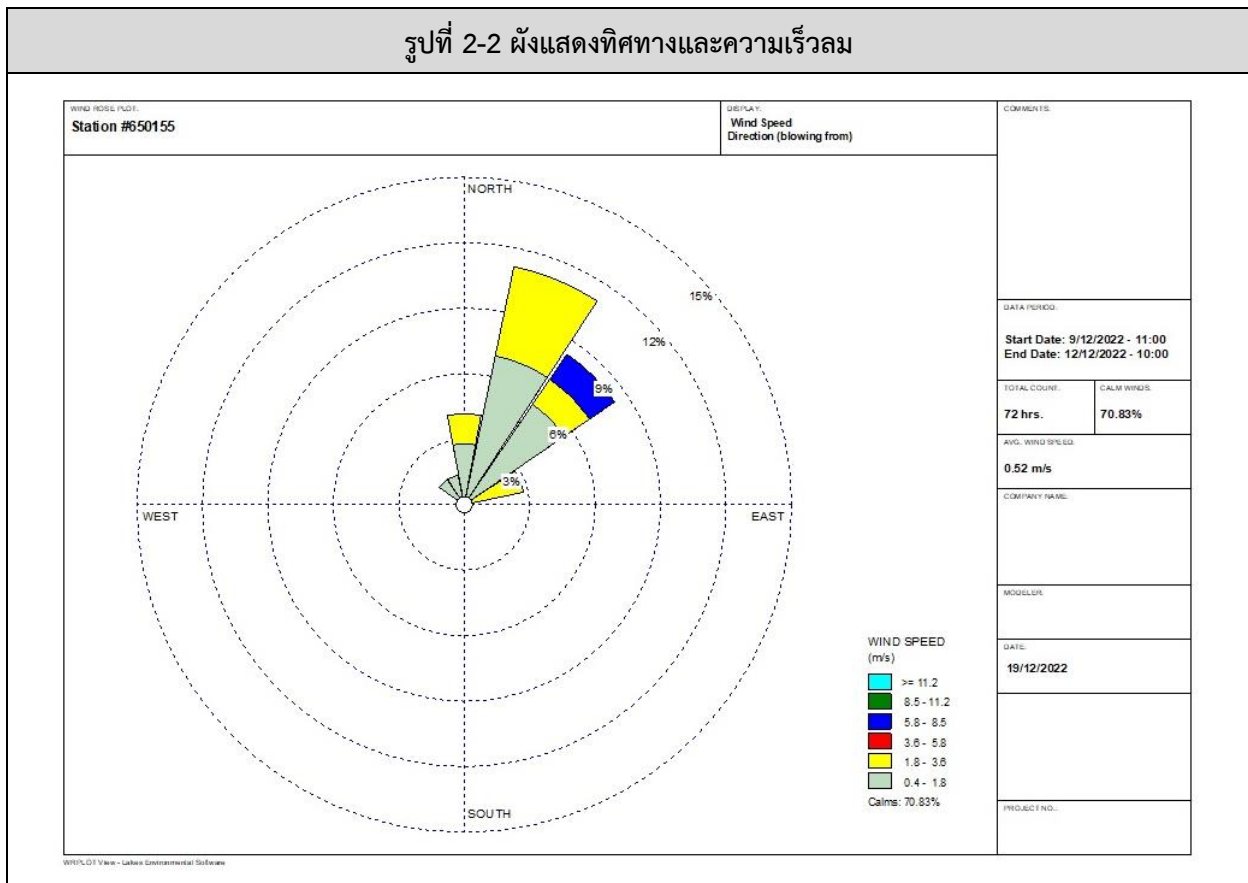 รูปที่ 2-2 ผังแสดงทิศทางและความเร็วลม
WIND ROSE PLOT:
Station #650155
DISPLAY:
Wind Speed
Direction (blowing from)
COMMENTS:
NORTH
15%
12%
9%
6%
3%
WEST
EAST
SOUTH
WIND SPEED
(m/s)
>= 11.2
8.5 - 11.2
5.8 - 8.5
3.6 - 5.8
1.8 - 3.6
0.4 - 1.8
Calms: 70.83%
DATA PERIOD:
Start Date: 9/12/2022 - 11:00
End Date: 12/12/2022 - 10:00
TOTAL COUNT:
72 hrs.
CALM WINDS:
70.83%
AVG. WIND SPEED:
0.52 m/s
COMPANY NAME:
MODELER:
DATE:
19/12/2022
PROJECT NO.:
WRPLOT View - Lakes Environmental Software